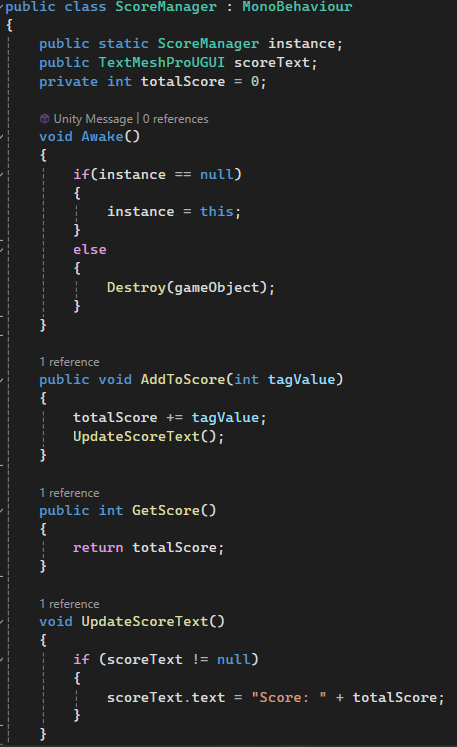 public class ScoreManager : MonoBehaviour
{
public static ScoreManager instance;
public TextMeshProUGUI scoreText;
private int totalScore = 0;
Unity Message | 0 references
void Awake()
{
if(instance == null)
{
instance = this;
}
else
{
Destroy(gameObject);
}
}
1 reference
public void AddToScore(int tagValue)
{
totalScore += tagValue;
UpdateScoreText();
}
1 reference
public int GetScore()
{
return totalScore;
}
1 reference
void UpdateScoreText()
{
if (scoreText != null)
{
scoreText.text = "Score: " + totalScore;
}
}